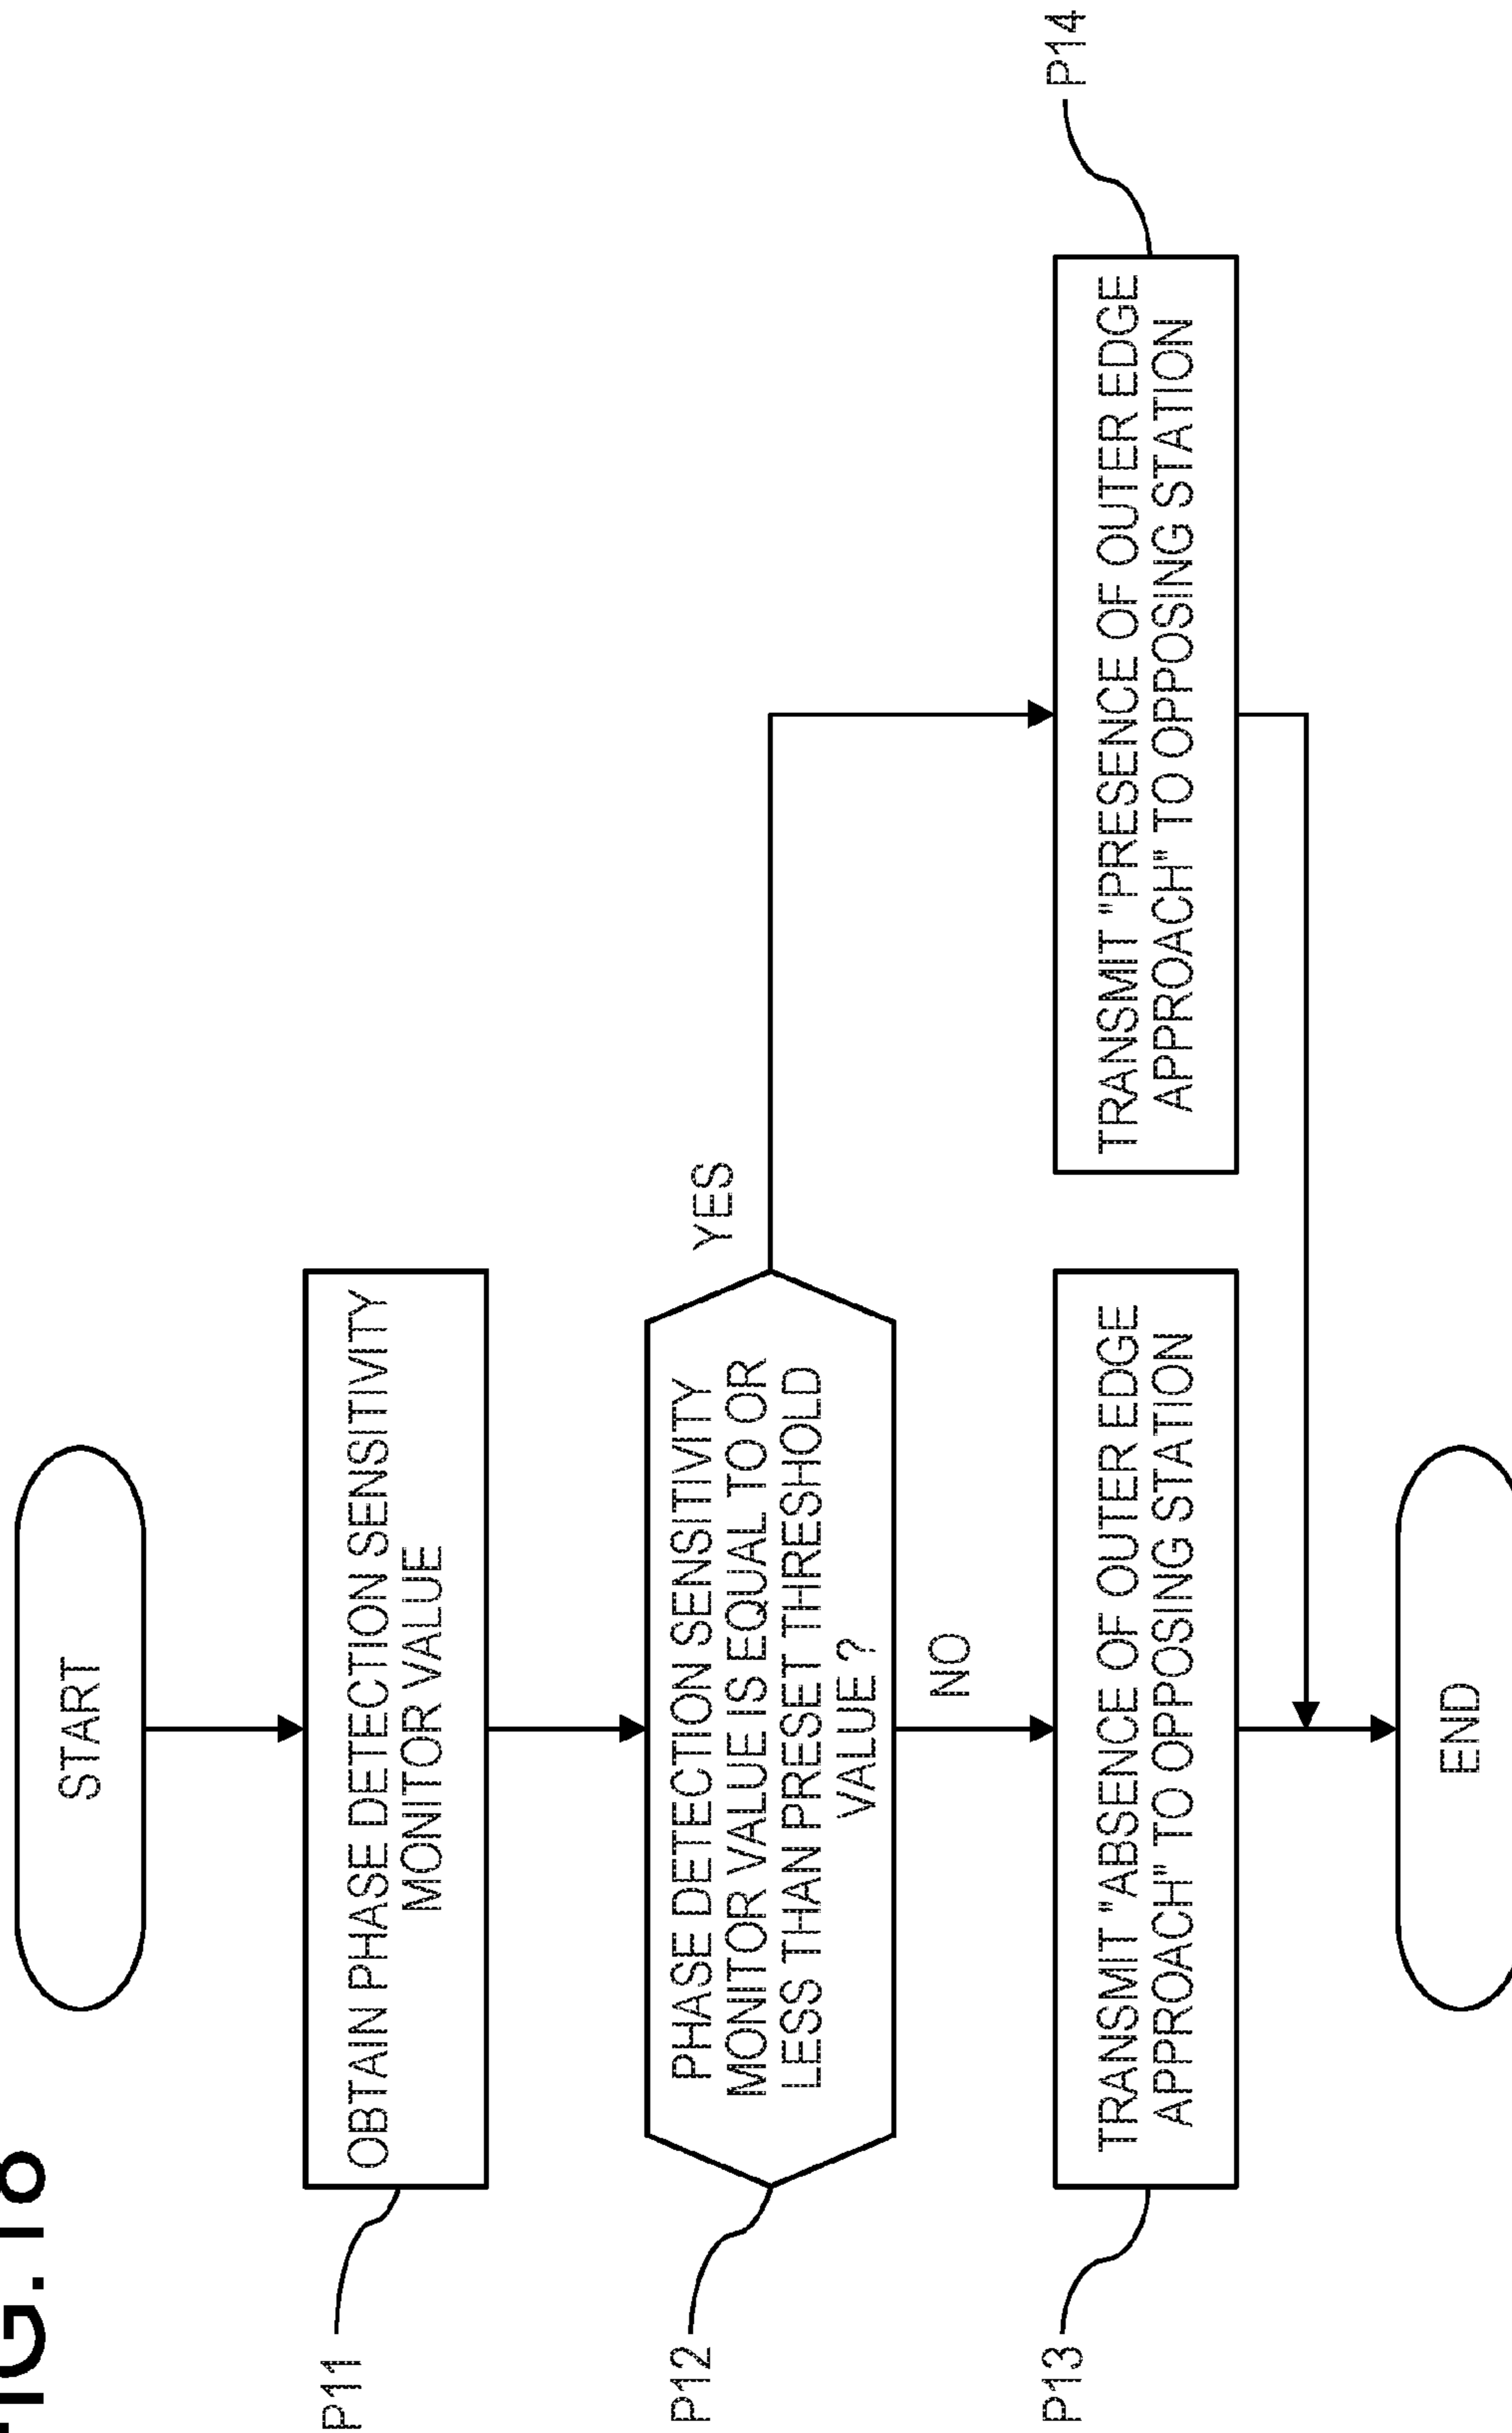 FIG.18
START
P11
OBTAIN PHASE DETECTION SENSITIVITY
MONITOR VALUE
P12
PHASE DETECTION SENSITIVITY
MONITOR VALUE IS EQUAL TO OR
LESS THAN PRESET THRESHOLD
VALUE ?
YES
NO
P13
TRANSMIT "ABSENCE OF OUTER EDGE
APPROACH" TO OPPOSING STATION
P14
TRANSMIT "PRESENCE OF OUTER EDGE
APPROACH" TO OPPOSING STATION
END